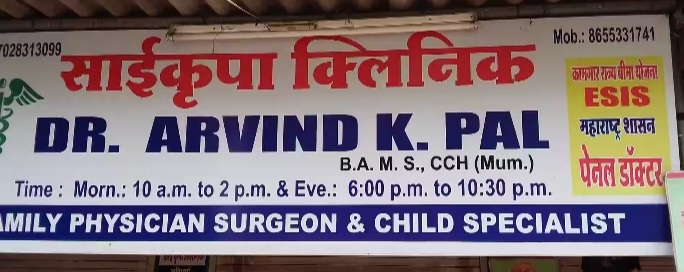 7028313099
Mob.: 8655331741
साईकृपा क्लिनिक
DR. ARVIND K. PAL
B.A. M. S., CCH (Mum.)
Time : Morn.: 10 a.m. to 2 p.m. & Eve.: 6:00 p.m. to 10:30 p.m.
AMILY PHYSICIAN SURGEON & CHILD SPECIALIST
कामगार राज्य बीमा योजना
ESIS
महाराष्ट्र शासन
पेनल डॉक्टर